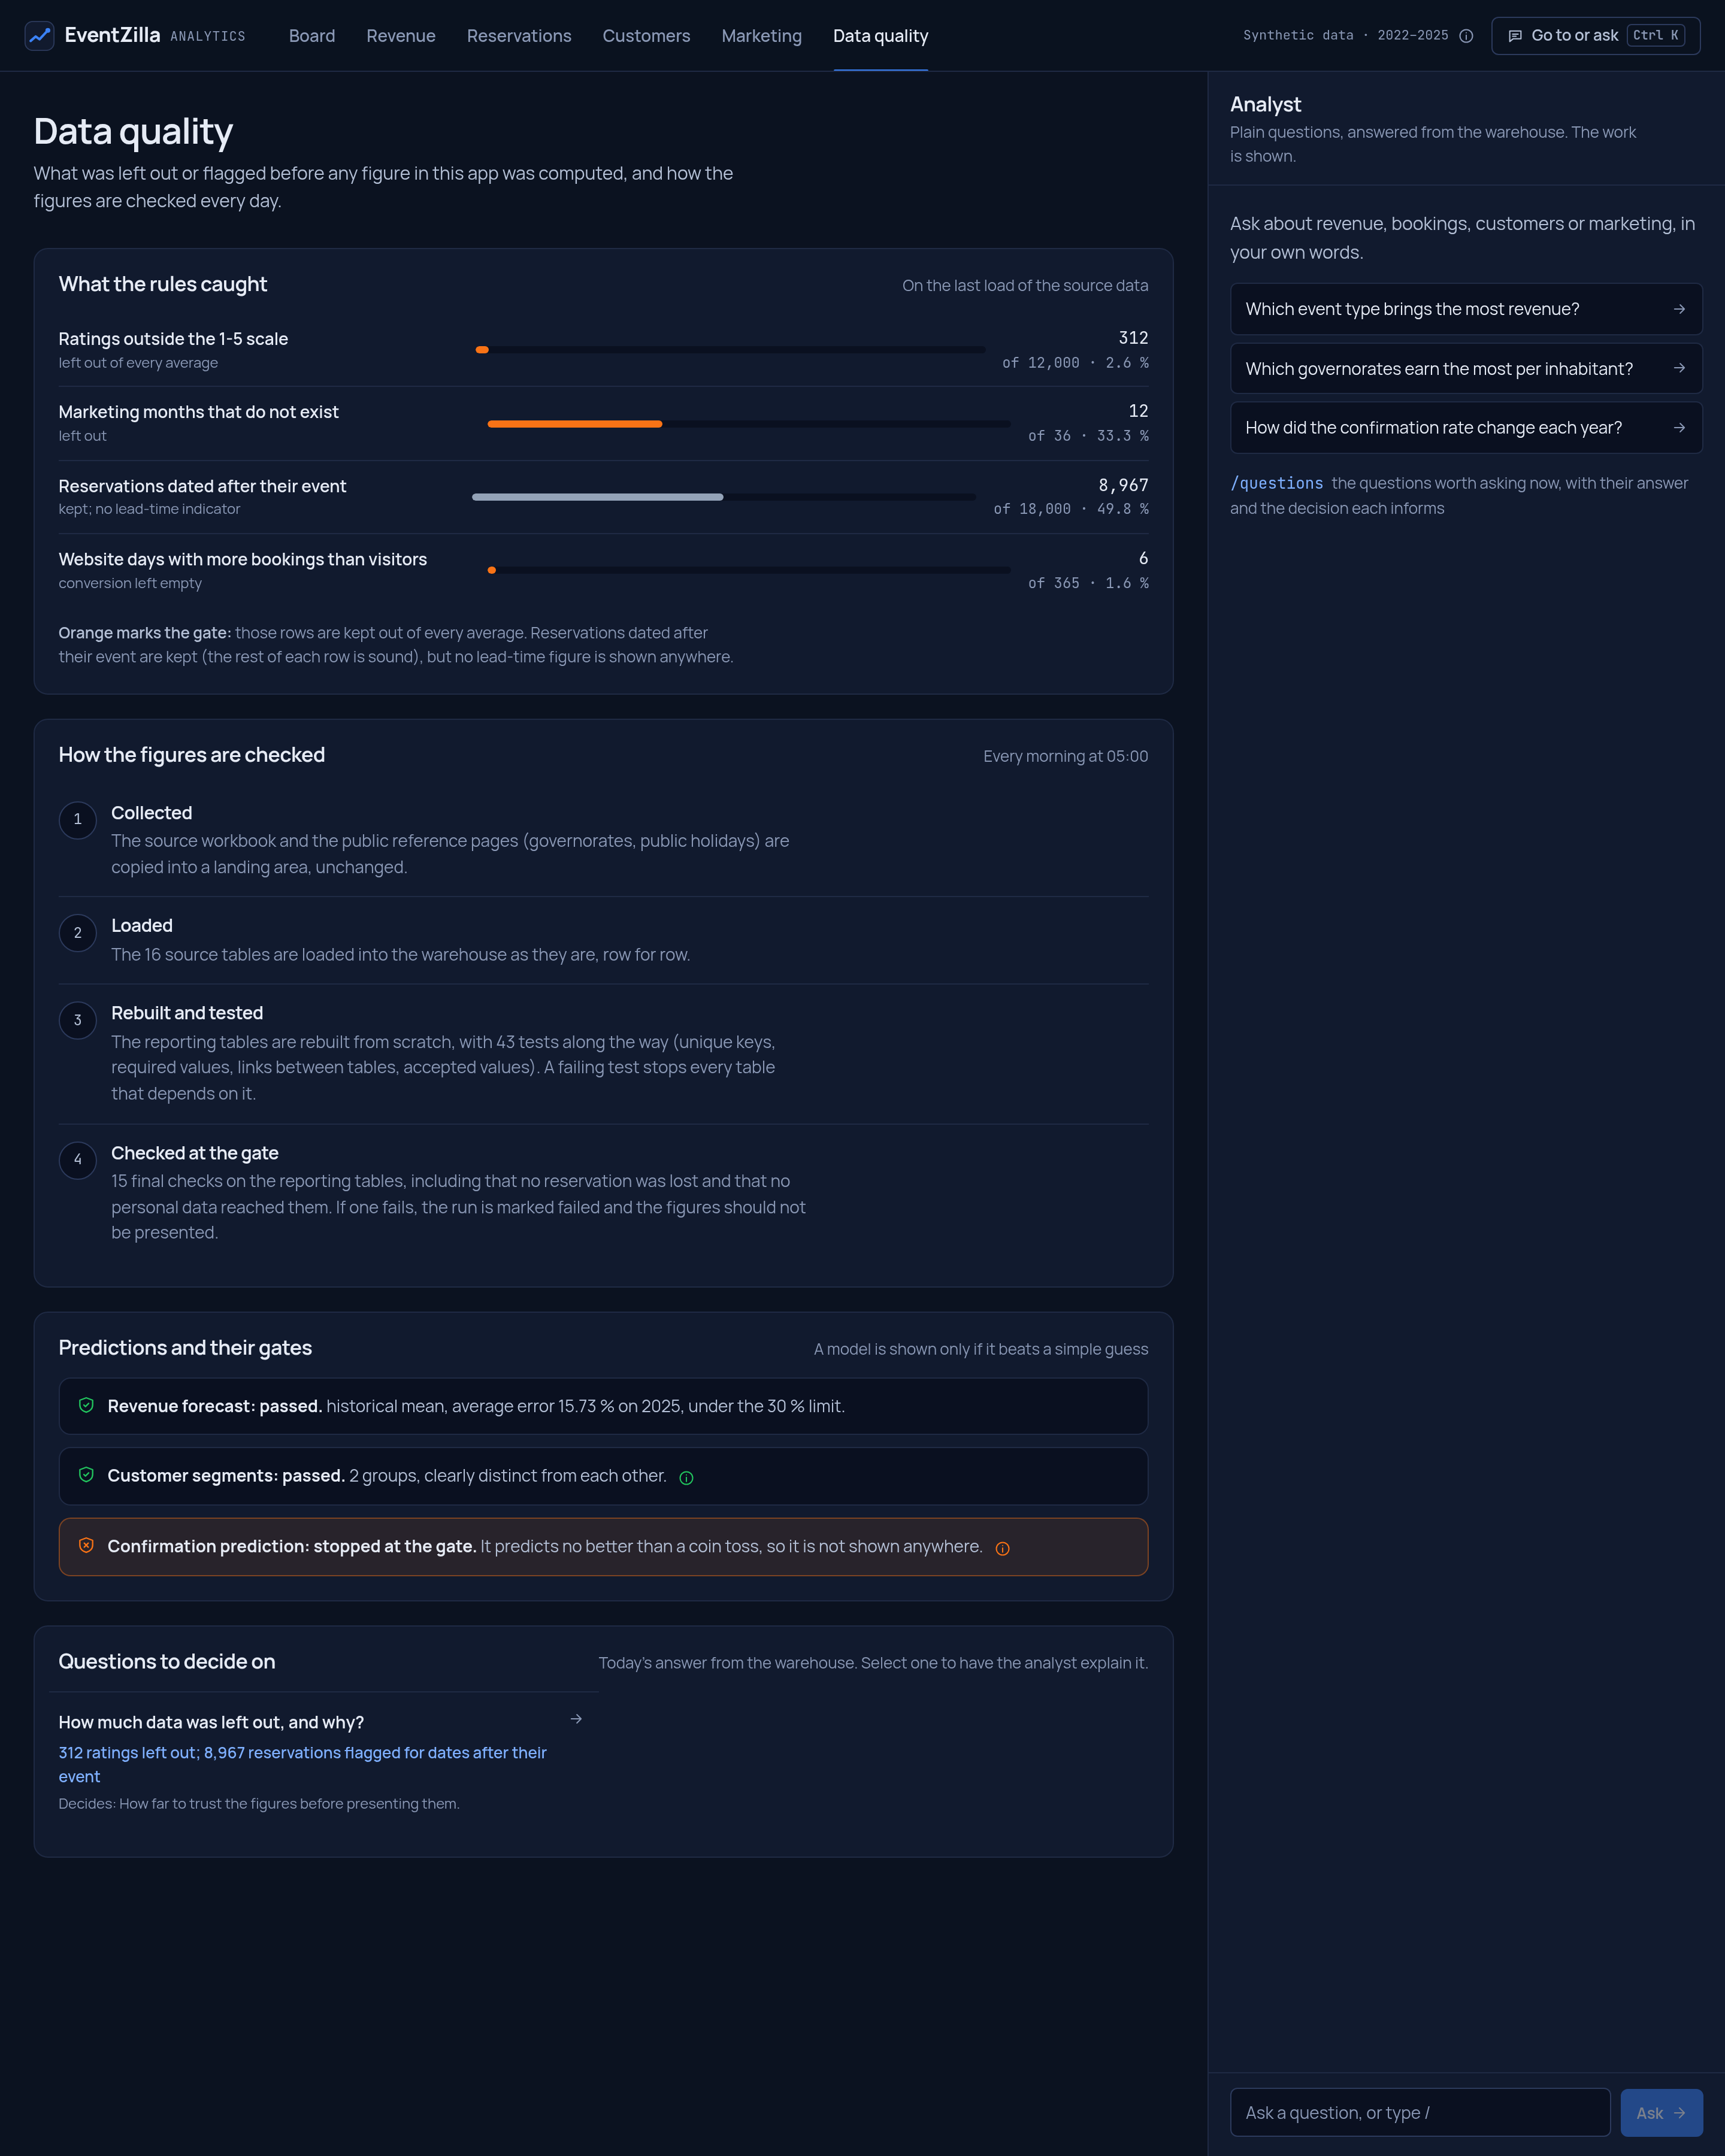 EventZilla ANALYTICS
Board
Revenue
Reservations
Customers
Marketing
Data quality
Synthetic data · 2022–2025
Go to or ask Ctrl K
Data quality
What was left out or flagged before any figure in this app was computed, and how the
figures are checked every day.
What the rules caught
On the last load of the source data
Ratings outside the 1-5 scale
left out of every average
312
of 12,000 · 2.6 %
Marketing months that do not exist
left out
12
of 36 · 33.3 %
Reservations dated after their event
kept; no lead-time indicator
8,967
of 18,000 · 49.8 %
Website days with more bookings than visitors
conversion left empty
6
of 365 · 1.6 %
Orange marks the gate: those rows are kept out of every average. Reservations dated after
their event are kept (the rest of each row is sound), but no lead-time figure is shown anywhere.
How the figures are checked
Every morning at 05:00
1
Collected
The source workbook and the public reference pages (governorates, public holidays) are
copied into a landing area, unchanged.
2
Loaded
The 16 source tables are loaded into the warehouse as they are, row for row.
3
Rebuilt and tested
The reporting tables are rebuilt from scratch, with 43 tests along the way (unique keys,
required values, links between tables, accepted values). A failing test stops every table
that depends on it.
4
Checked at the gate
15 final checks on the reporting tables, including that no reservation was lost and that no
personal data reached them. If one fails, the run is marked failed and the figures should not
be presented.
Predictions and their gates
A model is shown only if it beats a simple guess
Revenue forecast: passed. historical mean, average error 15.73 % on 2025, under the 30 % limit.
Customer segments: passed. 2 groups, clearly distinct from each other.
Confirmation prediction: stopped at the gate. It predicts no better than a coin toss, so it is not shown anywhere.
Questions to decide on
Today's answer from the warehouse. Select one to have the analyst explain it.
How much data was left out, and why?
312 ratings left out; 8,967 reservations flagged for dates after their
event
Decides: How far to trust the figures before presenting them.
Analyst
Plain questions, answered from the warehouse. The work
is shown.
Ask about revenue, bookings, customers or marketing, in
your own words.
Which event type brings the most revenue?
Which governorates earn the most per inhabitant?
How did the confirmation rate change each year?
/questions the questions worth asking now, with their answer
and the decision each informs
Ask a question, or type /
Ask